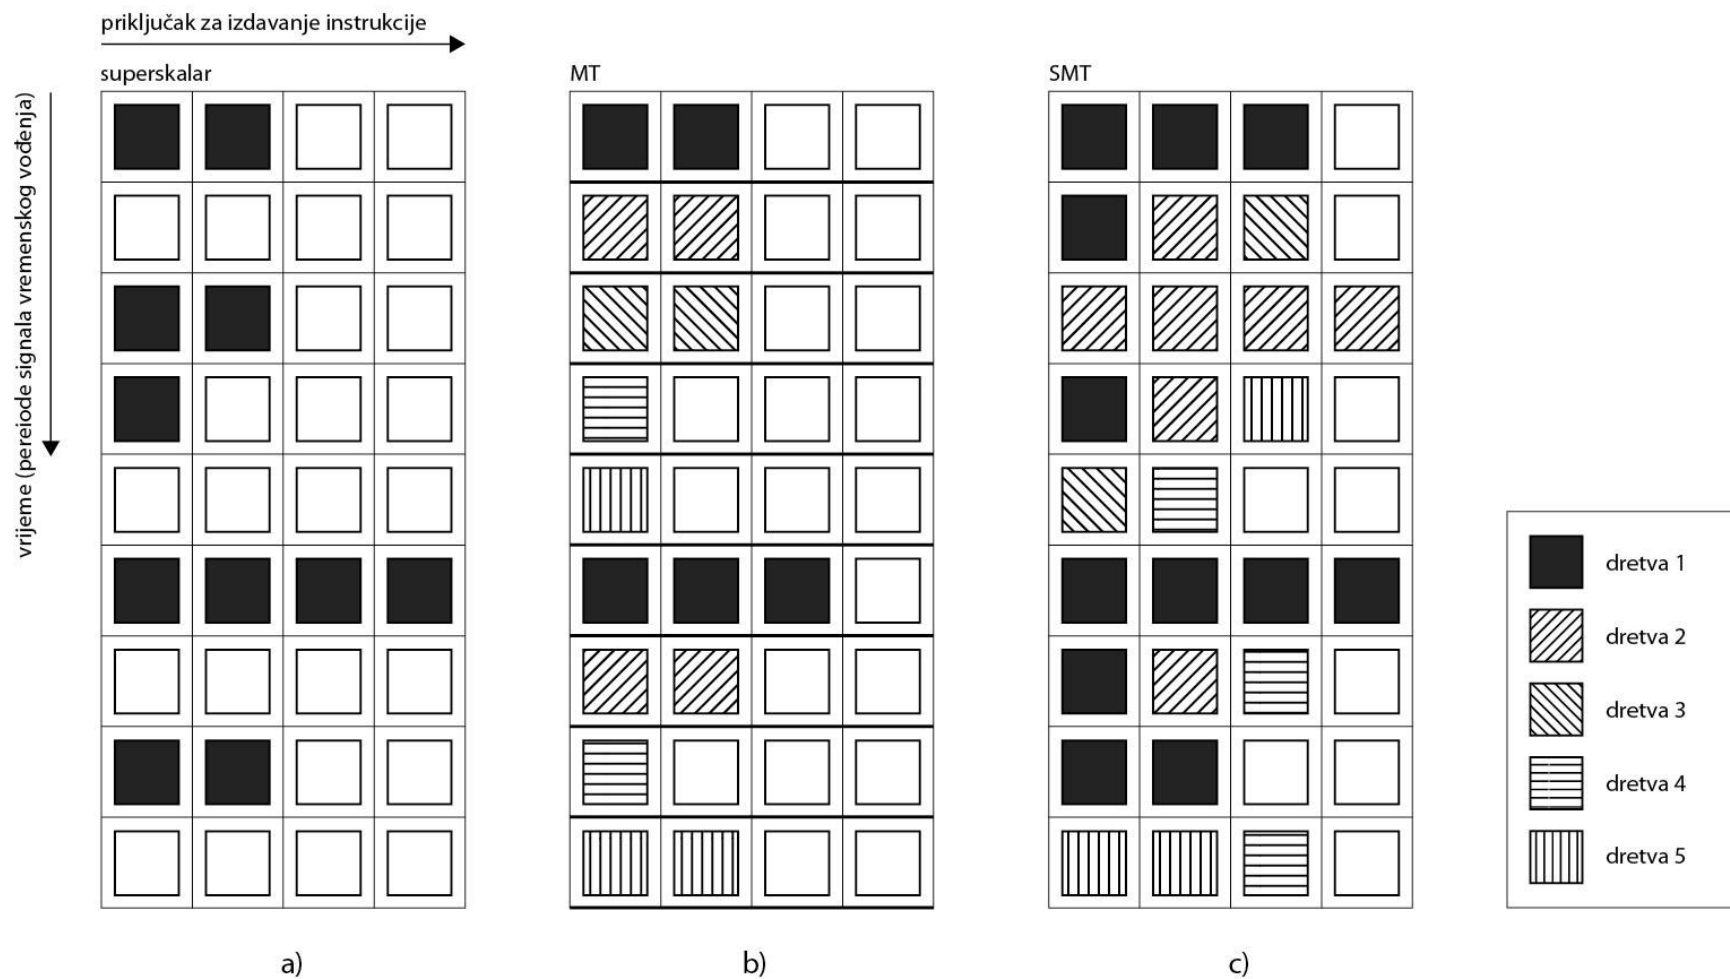 priključak za izdavanje instrukcije
superskalar
MT
SMT
vrijeme (pereiode signala vremenskog vođenja)
dretva 1
dretva 2
dretva 3
dretva 4
dretva 5
a)
b)
c)